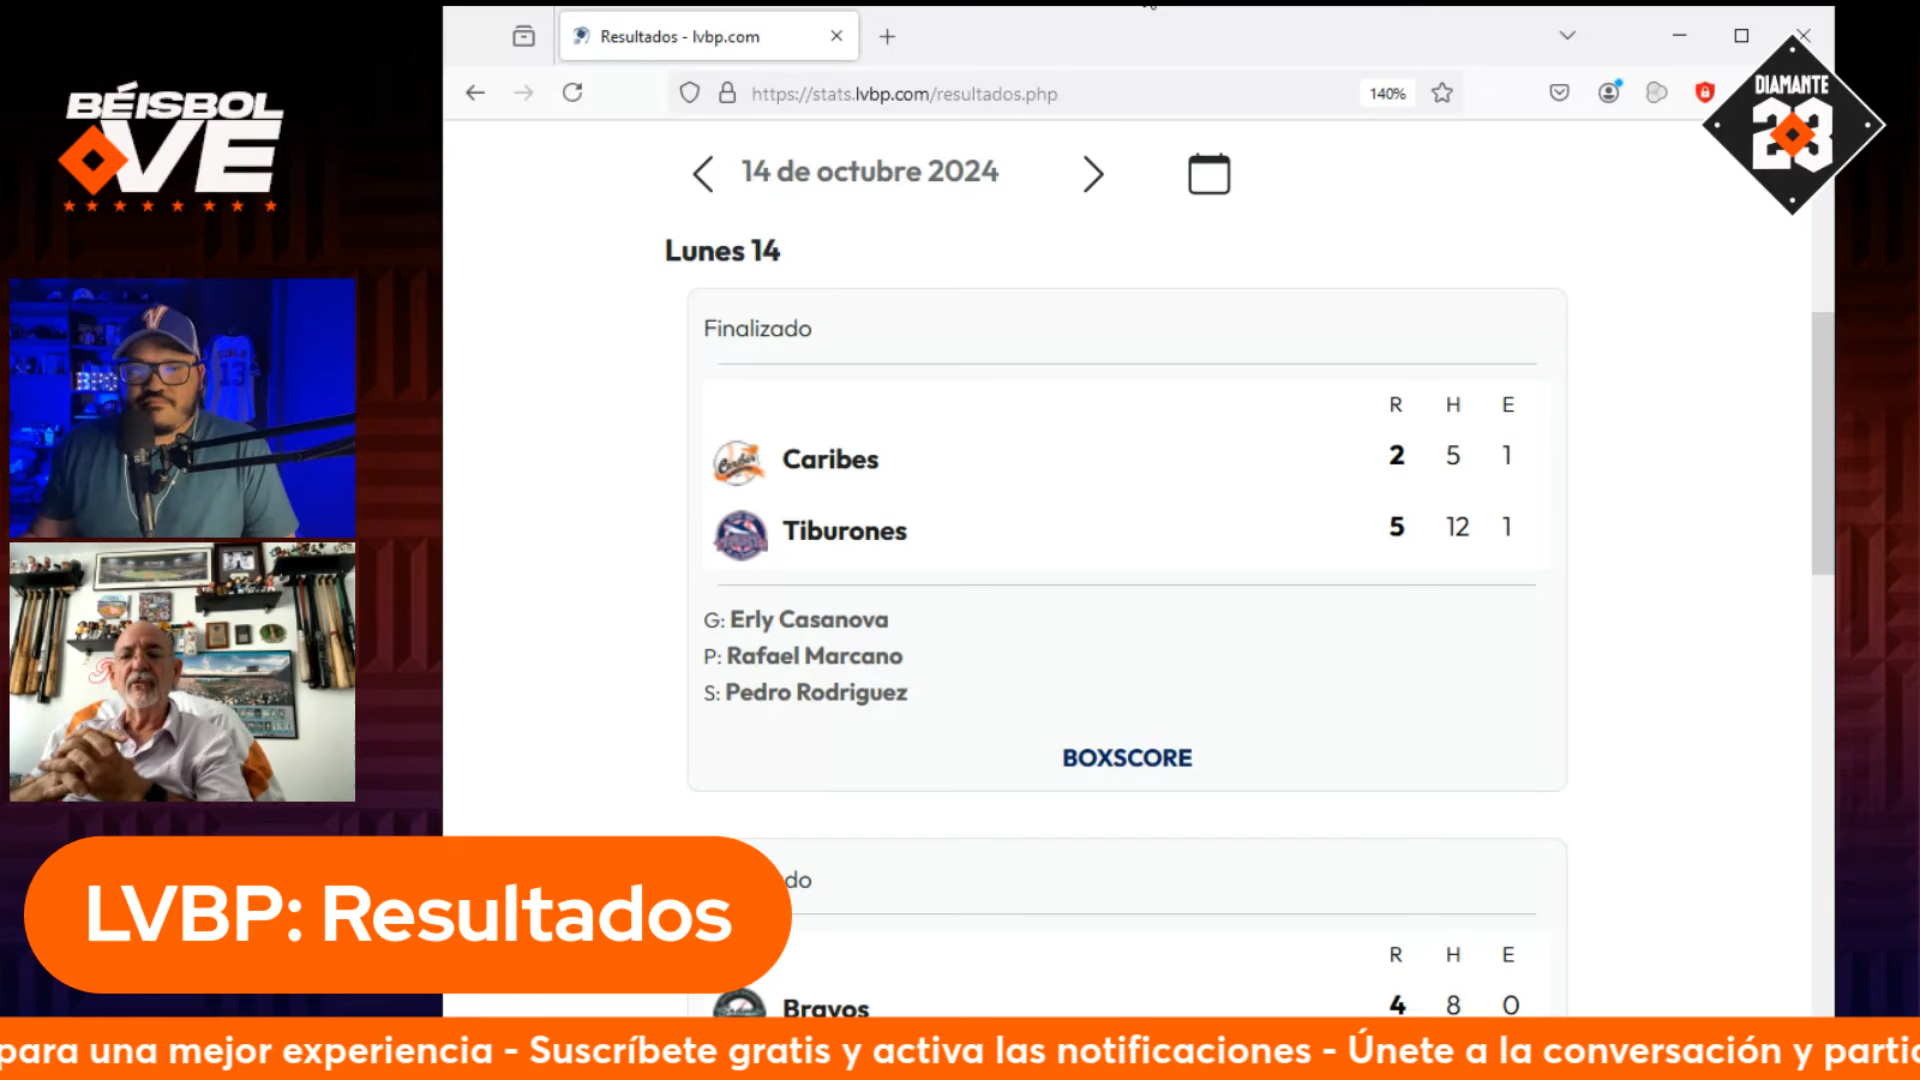 BÉISBOL
VE
Resultados - lvbp.com
https://stats.lvbp.com/resultados.php
140%
DIAMANTE
23
14 de octubre 2024
Lunes 14
Finalizado
R H E
Caribes 2 5 1
Tiburones 5 12 1
G: Erly Casanova
P: Rafael Marcano
S: Pedro Rodriguez
BOXSCORE
do
R H E
Bravos 4 8 0
LVBP: Resultados
para una mejor experiencia - Suscríbete gratis y activa las notificaciones - Únete a la conversación y partic